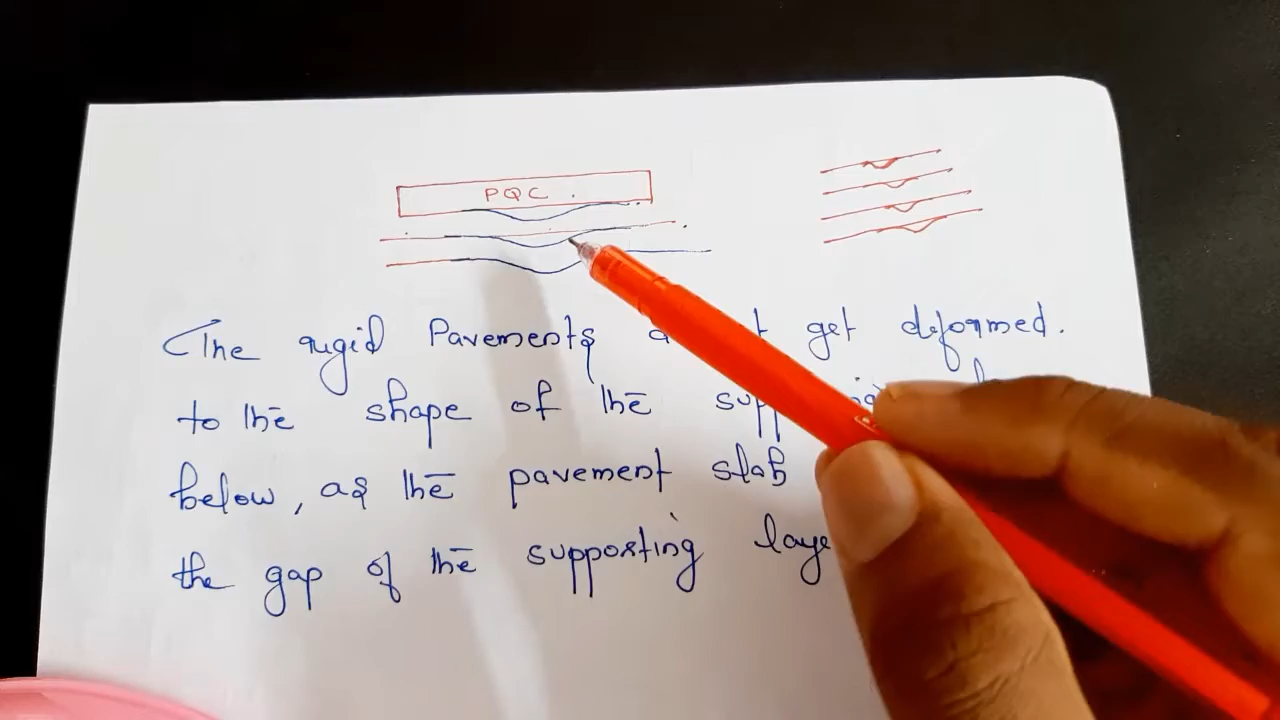 PQC .
The rigid Pavements get deformed.
to the shape of the
below, as the pavement slab
the gap of the supporting